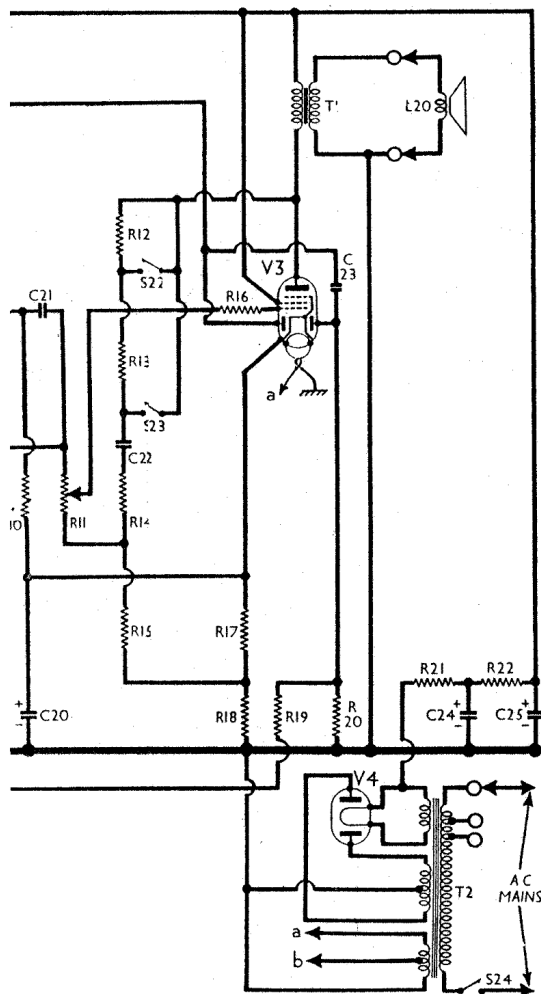 T1
L20
R12
S22
V3
C
23
C21
R16
R13
a
S23
C22
R11
R14
R15
R17
R21
R22
+
-
C20
R18
R19
R
20
+
-
C24
+
-
C25
V4
T2
A C
MAINS
a
b
S24